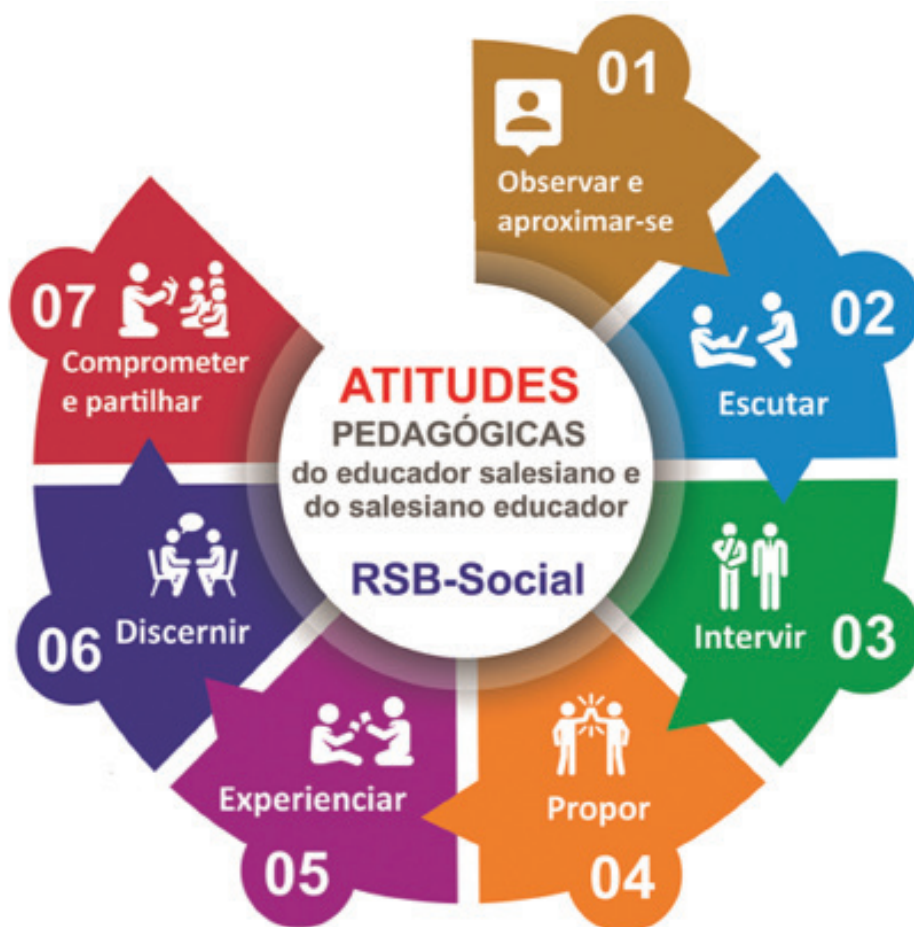 ATITUDES
PEDAGÓGICAS
do educador salesiano e
do salesiano educador
RSB-Social
01
Observar e
aproximar-se
02
Escutar
03
Intervir
04
Propor
05
Experienciar
06
Discernir
07
Comprometer
e partilhar